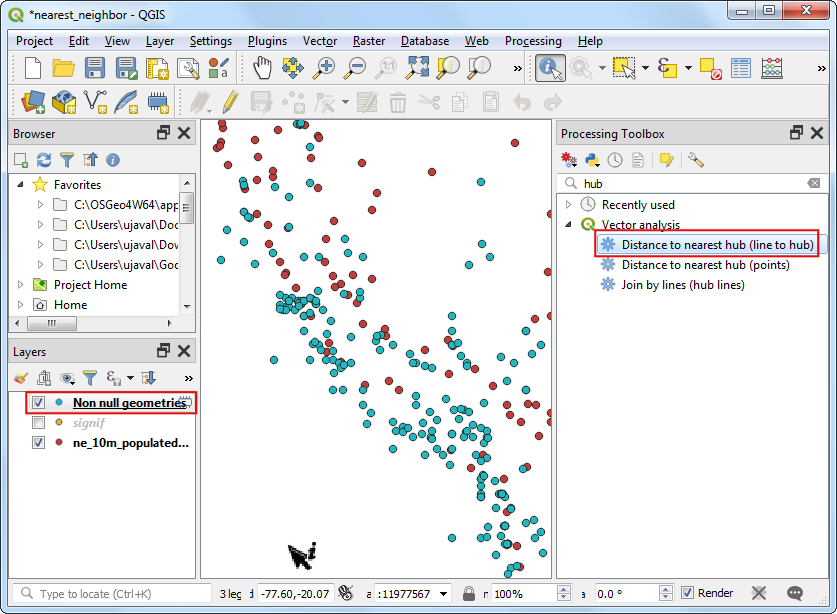 *nearest_neighbor - QGIS
Project Edit View Layer Settings Plugins Vector Raster Database Web Processing Help
Browser
Favorites
C:\OSGeo4W64\app
C:\Users\ujaval\Doc
C:\Users\ujaval\Dow
C:\Users\ujaval\Goo
Project Home
Home
Layers
Non null geometries
signif
ne_10m_populated...
Processing Toolbox
hub
Recently used
Vector analysis
Distance to nearest hub (line to hub)
Distance to nearest hub (points)
Join by lines (hub lines)
Type to locate (Ctrl+K) 3 leg d -77.60,-20.07 a :11977567 n 100% a 0.0 ° Render